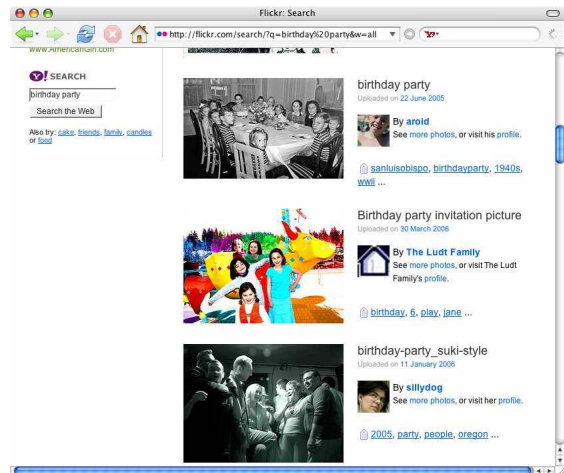 Flickr: Search
http://flickr.com/search/?q=birthday%20party&w=all
www.AmericanGirl.com
Y! SEARCH
birthday party
Search the Web
Also try: cake, friends, family, candles
or food
birthday party
Uploaded on 22 June 2005
By aroid
See more photos, or visit his profile.
sanluisobispo, birthdayparty, 1940s,
wwii ...
Birthday party invitation picture
Uploaded on 30 March 2006
By The Ludt Family
See more photos, or visit The Ludt
Family's profile.
birthday, 6, play, jane ...
birthday-party_suki-style
Uploaded on 11 January 2006
By sillydog
See more photos, or visit her profile.
2005, party, people, oregon ...